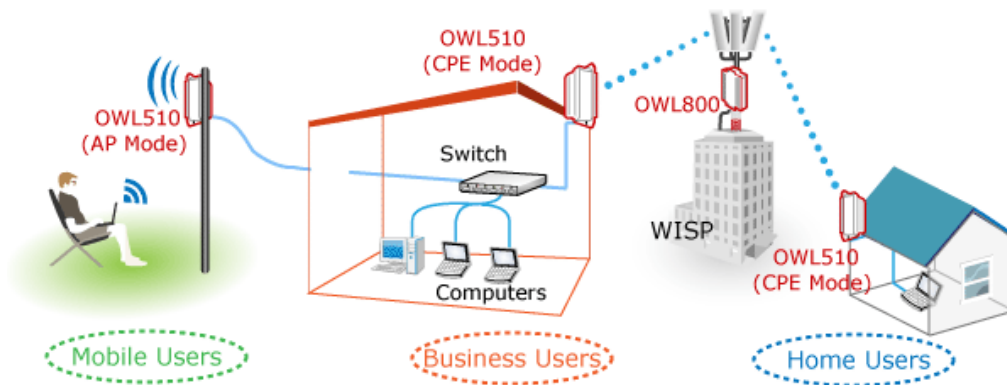 OWL510
(CPE Mode)
OWL510
(AP Mode)
OWL800
Switch
WISP
OWL510
(CPE Mode)
Computers
Mobile Users
Business Users
Home Users